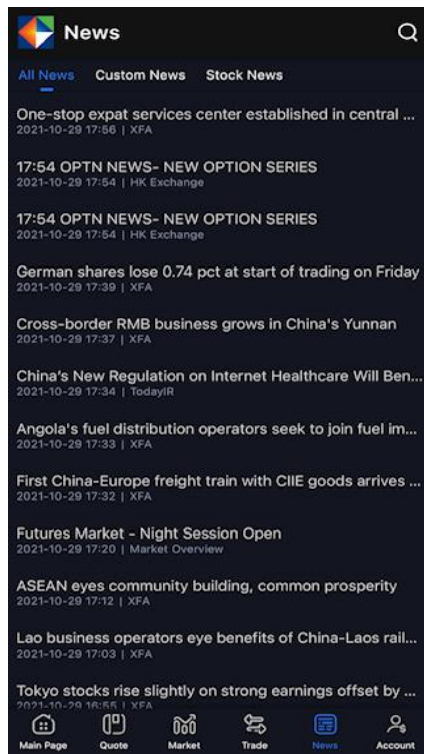 News
All News Custom News Stock News
One-stop expat services center established in central ...
2021-10-29 17:56 | XFA
17:54 OPTN NEWS- NEW OPTION SERIES
2021-10-29 17:54 | HK Exchange
17:54 OPTN NEWS- NEW OPTION SERIES
2021-10-29 17:54 | HK Exchange
German shares lose 0.74 pct at start of trading on Friday
2021-10-29 17:39 | XFA
Cross-border RMB business grows in China's Yunnan
2021-10-29 17:37 | XFA
China's New Regulation on Internet Healthcare Will Ben...
2021-10-29 17:34 | TodayIR
Angola's fuel distribution operators seek to join fuel im...
2021-10-29 17:33 | XFA
First China-Europe freight train with CIIE goods arrives ...
2021-10-29 17:32 | XFA
Futures Market - Night Session Open
2021-10-29 17:20 | Market Overview
ASEAN eyes community building, common prosperity
2021-10-29 17:12 | XFA
Lao business operators eye benefits of China-Laos rail...
2021-10-29 17:03 | XFA
Tokyo stocks rise slightly on strong earnings offset by ...
2021-10-29 16:55 | XFA
Main Page Quote Market Trade News Account